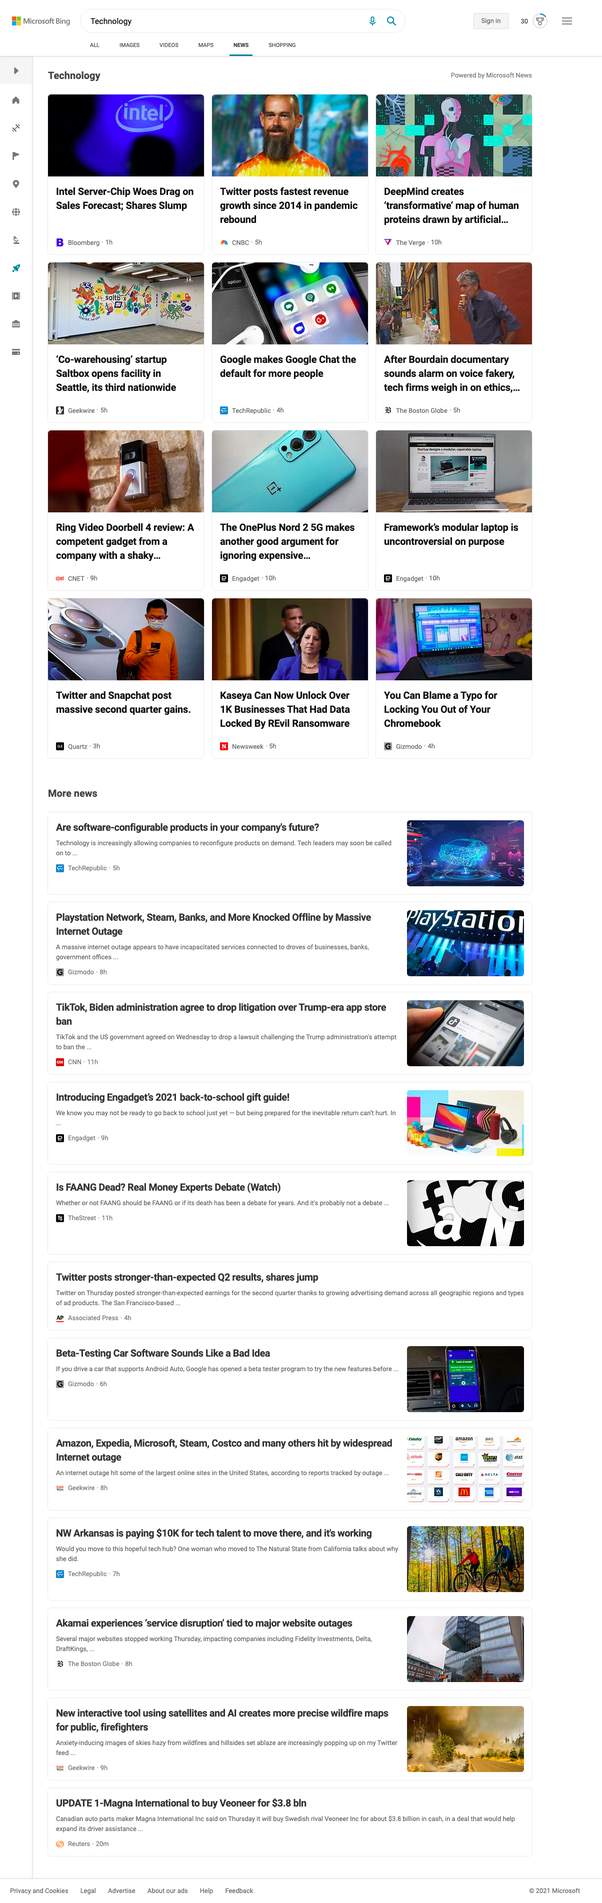 Microsoft Bing
Technology
Sign in
30
ALL
IMAGES
VIDEOS
MAPS
NEWS
SHOPPING
Technology
Powered by Microsoft News
intel
Intel Server-Chip Woes Drag on
Sales Forecast; Shares Slump
Bloomberg · 1h
Twitter posts fastest revenue
growth since 2014 in pandemic
rebound
CNBC · 5h
DeepMind creates
‘transformative’ map of human
proteins drawn by artificial...
The Verge · 10h
saltbox
‘Co-warehousing’ startup
Saltbox opens facility in
Seattle, its third nationwide
Geekwire · 5h
option
Google makes Google Chat the
default for more people
TechRepublic · 4h
After Bourdain documentary
sounds alarm on voice fakery,
tech firms weigh in on ethics,...
The Boston Globe · 5h
Ring Video Doorbell 4 review: A
competent gadget from a
company with a shaky...
CNET · 9h
The OnePlus Nord 2 5G makes
another good argument for
ignoring expensive...
Engadget · 10h
Startup designs a modular, repairable laptop
Framework’s modular laptop is
uncontroversial on purpose
Engadget · 10h
Twitter and Snapchat post
massive second quarter gains.
Quartz · 3h
Kaseya Can Now Unlock Over
1K Businesses That Had Data
Locked By REvil Ransomware
Newsweek · 5h
You Can Blame a Typo for
Locking You Out of Your
Chromebook
Gizmodo · 4h
More news
Are software-configurable products in your company's future?
Technology is increasingly allowing companies to reconfigure products on demand. Tech leaders may soon be called
on to ...
TechRepublic · 5h
Playstation Network, Steam, Banks, and More Knocked Offline by Massive
Internet Outage
A massive internet outage appears to have incapacitated services connected to droves of businesses, banks,
government offices ...
Gizmodo · 8h
PlayStation
TikTok, Biden administration agree to drop litigation over Trump-era app store
ban
TikTok and the US government agreed on Wednesday to drop a lawsuit challenging the Trump administration's attempt
to ban the ...
CNN · 11h
Introducing Engadget’s 2021 back-to-school gift guide!
We know you may not be ready to go back to school just yet — but being prepared for the inevitable return can't hurt. In
...
Engadget · 9h
Is FAANG Dead? Real Money Experts Debate (Watch)
Whether or not FAANG should be FAANG or if its death has been a debate for years. And it's probably not a debate ...
TheStreet · 11h
Twitter posts stronger-than-expected Q2 results, shares jump
Twitter on Thursday posted stronger-than-expected earnings for the second quarter thanks to growing advertising demand across all geographic regions and types
of ad products. The San Francisco-based ...
Associated Press · 4h
Beta-Testing Car Software Sounds Like a Bad Idea
If you drive a car that supports Android Auto, Google has opened a beta tester program to try the new features before ...
Gizmodo · 6h
Amazon, Expedia, Microsoft, Steam, Costco and many others hit by widespread
Internet outage
An internet outage hit some of the largest online sites in the United States, according to reports tracked by outage ...
Geekwire · 8h
Fidelity
amazon
aws
airbnb
at&t
CALL OF DUTY
DELTA
Costco
NW Arkansas is paying $10K for tech talent to move there, and it's working
Would you move to this hopeful tech hub? One woman who moved to The Natural State from California talks about why
she did.
TechRepublic · 7h
Akamai experiences ‘service disruption’ tied to major website outages
Several major websites stopped working Thursday, impacting companies including Fidelity Investments, Delta,
DraftKings, ...
The Boston Globe · 8h
New interactive tool using satellites and AI creates more precise wildfire maps
for public, firefighters
Anxiety-inducing images of skies hazy from wildfires and hillsides set ablaze are increasingly popping up on my Twitter
feed ...
Geekwire · 9h
UPDATE 1-Magna International to buy Veoneer for $3.8 bln
Canadian auto parts maker Magna International Inc said on Thursday it will buy Swedish rival Veoneer Inc for about $3.8 billion in cash, in a deal that would help
expand its driver assistance ...
Reuters · 20m
Privacy and Cookies
Legal
Advertise
About our ads
Help
Feedback
© 2021 Microsoft